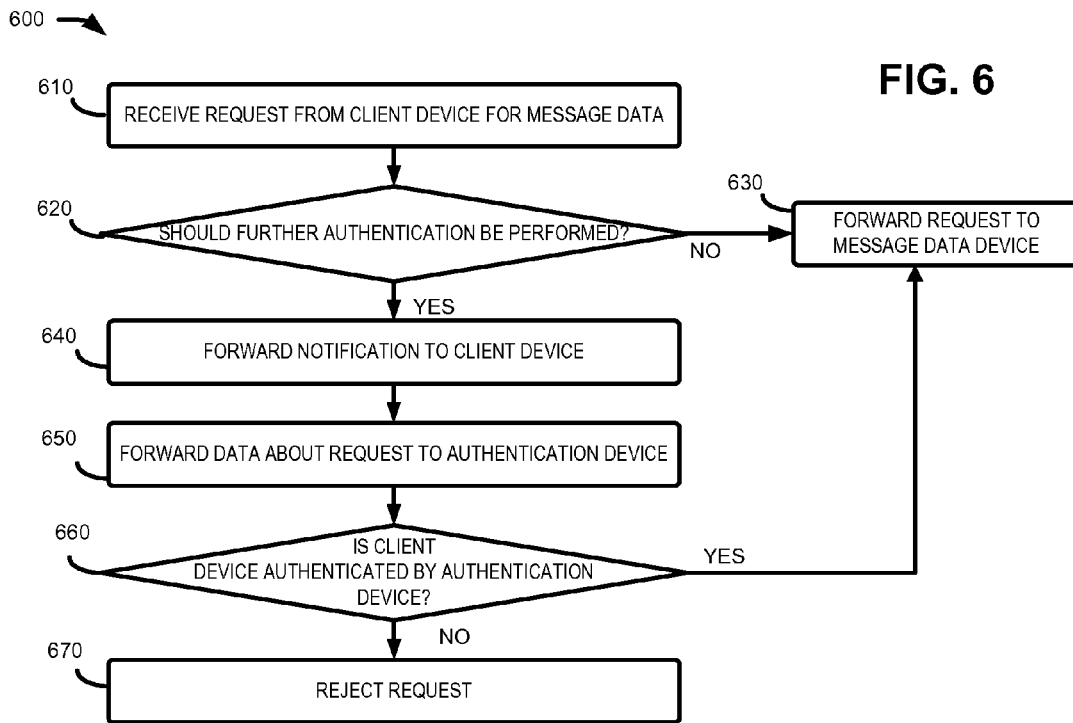 600
FIG. 6
610
RECEIVE REQUEST FROM CLIENT DEVICE FOR MESSAGE DATA
620
SHOULD FURTHER AUTHENTICATION BE PERFORMED?
NO
630
FORWARD REQUEST TO
MESSAGE DATA DEVICE
YES
640
FORWARD NOTIFICATION TO CLIENT DEVICE
650
FORWARD DATA ABOUT REQUEST TO AUTHENTICATION DEVICE
660
IS CLIENT
DEVICE AUTHENTICATED BY AUTHENTICATION
DEVICE?
YES
NO
670
REJECT REQUEST